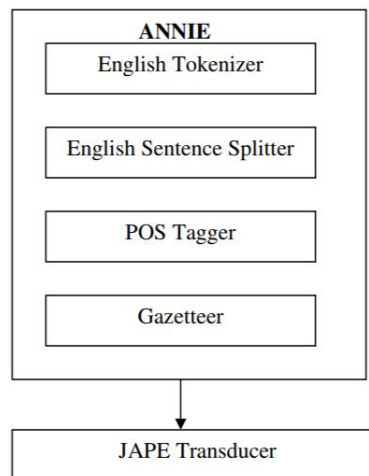 ANNIE
English Tokenizer
English Sentence Splitter
POS Tagger
Gazetteer
JAPE Transducer